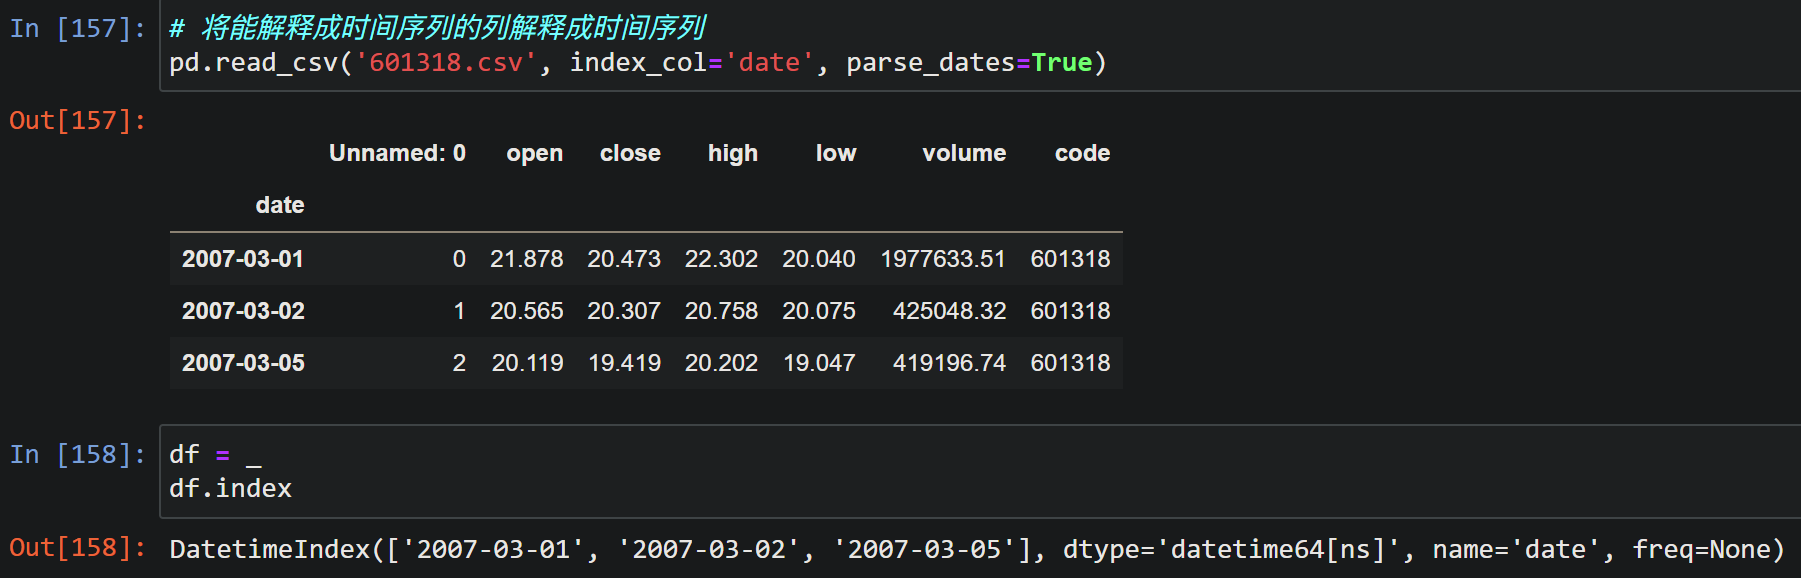 In [157]: # 将能解释成时间序列的列解释成时间序列
pd.read_csv('601318.csv', index_col='date', parse_dates=True)
Out[157]:
Unnamed: 0 open close high low volume code
date
2007-03-01 0 21.878 20.473 22.302 20.040 1977633.51 601318
2007-03-02 1 20.565 20.307 20.758 20.075 425048.32 601318
2007-03-05 2 20.119 19.419 20.202 19.047 419196.74 601318
In [158]: df = _
df.index
Out[158]: DatetimeIndex(['2007-03-01', '2007-03-02', '2007-03-05'], dtype='datetime64[ns]', name='date', freq=None)